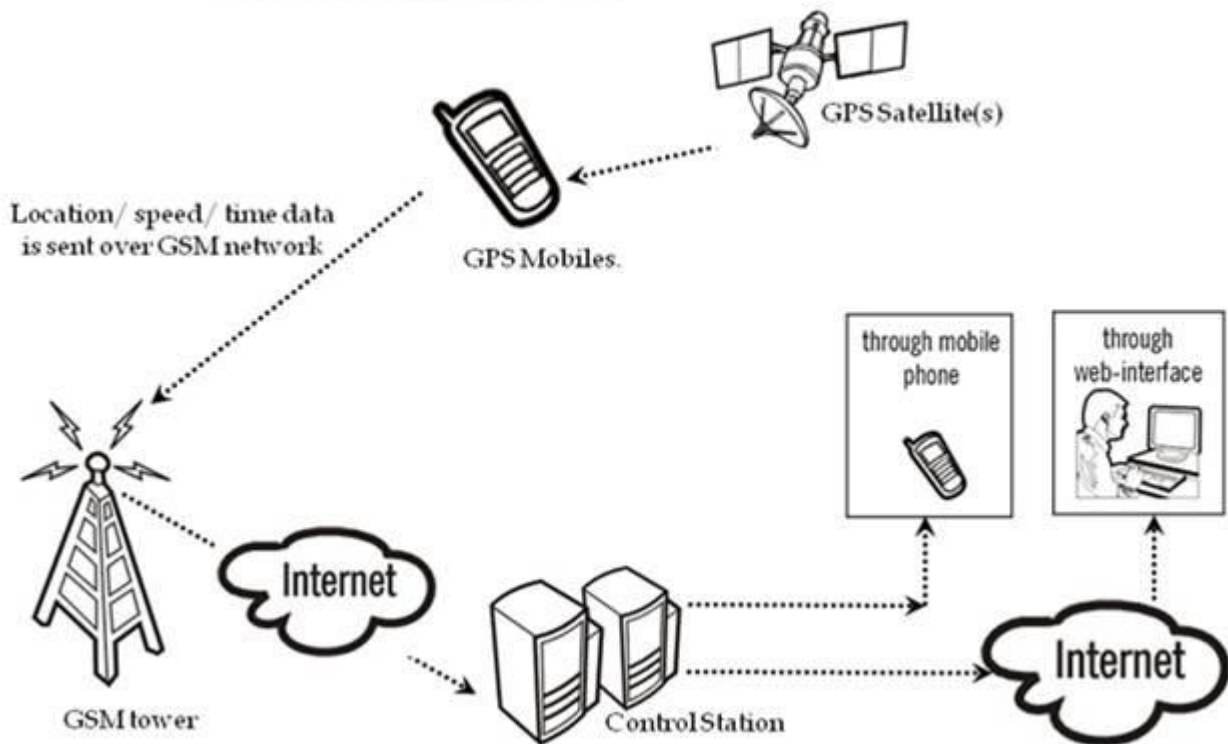 GPS Satellite(s)
Location/ speed/ time data
is sent over GSM network
GPS Mobiles.
through mobile
phone
through
web-interface
Internet
Internet
GSM tower
Control Station